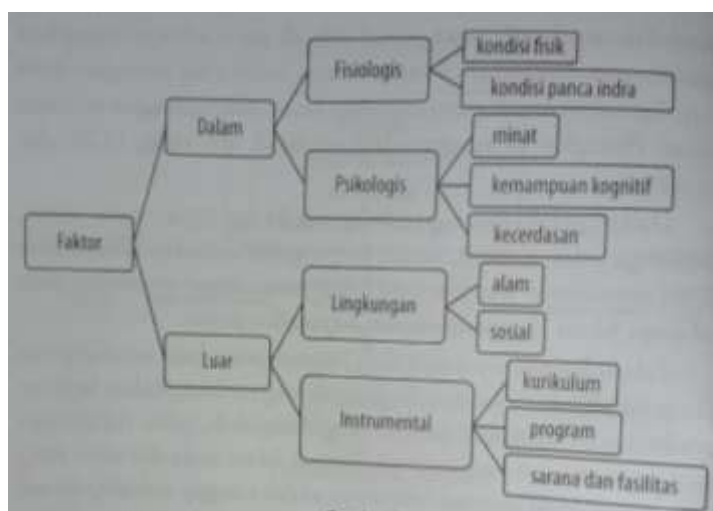 Faktor
Dalam
Fisiologis
kondisi fisik
kondisi panca indra
Psikologis
minat
kemampuan kognitif
kecerdasan
Luar
Lingkungan
alam
sosial
Instrumental
kurikulum
program
sarana dan fasilitas